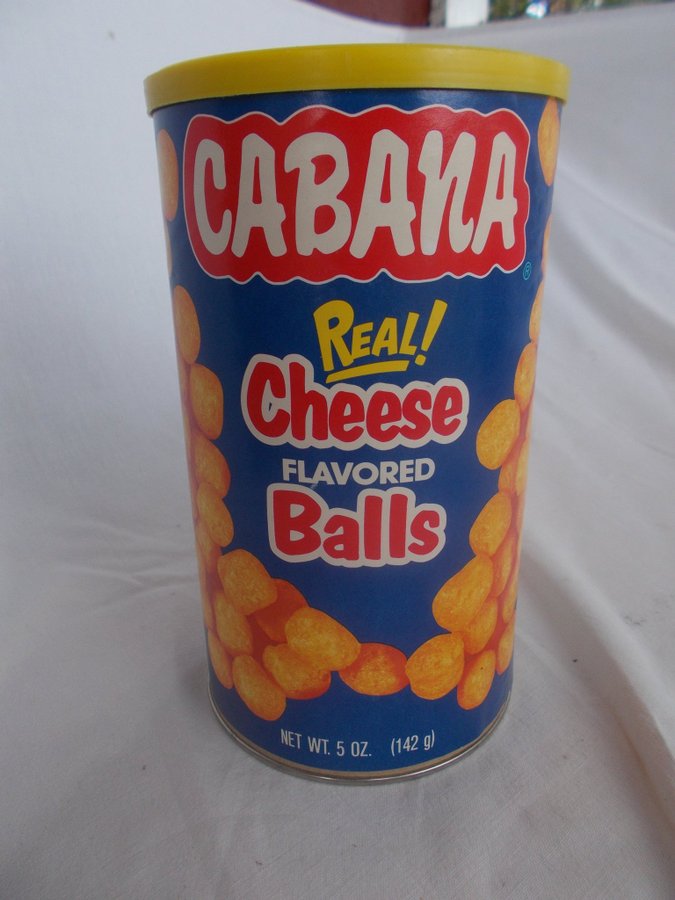 CABANA
®
REAL!
Cheese
FLAVORED
Balls
NET WT. 5 OZ. (142 g)